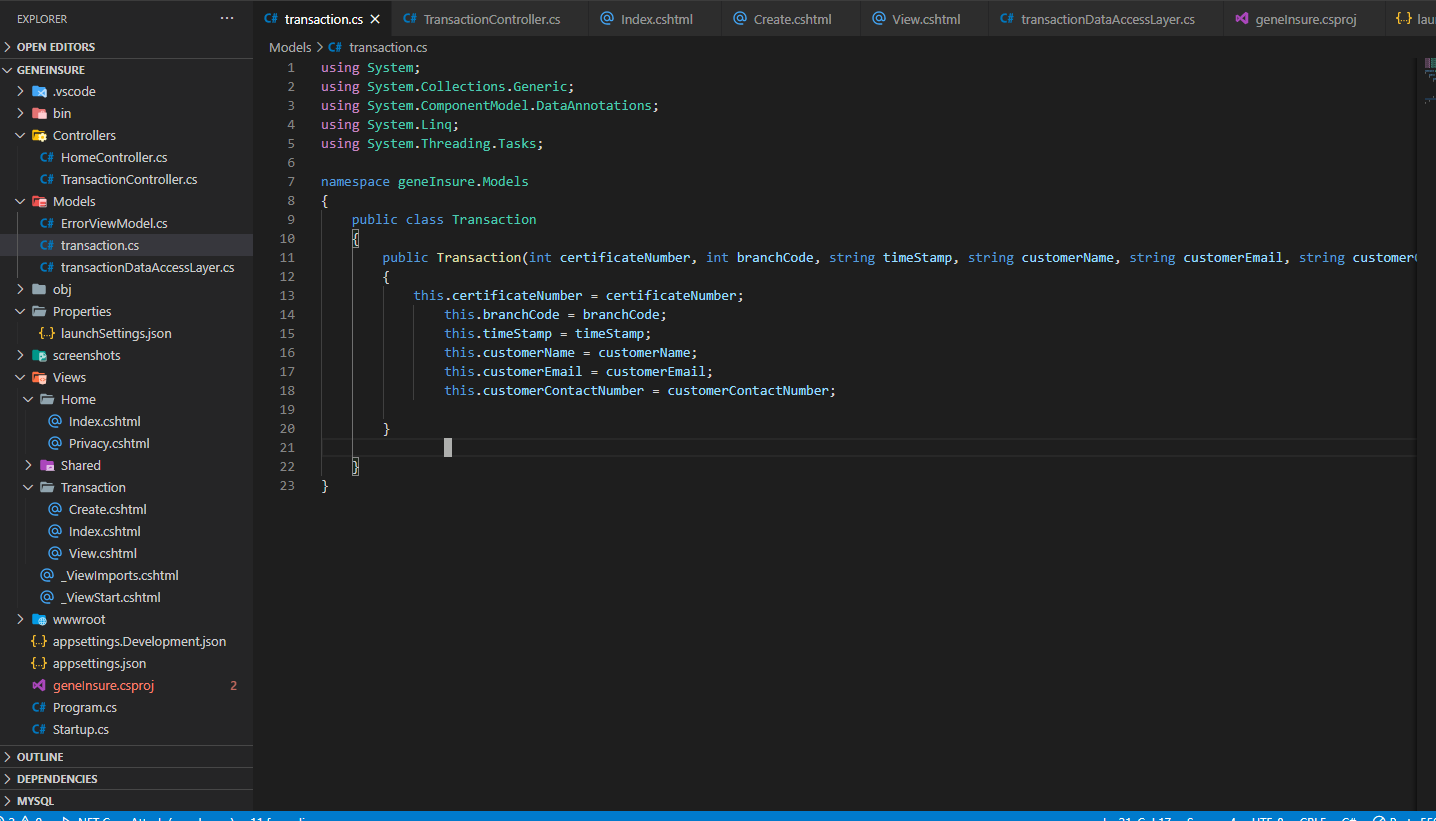 EXPLORER
OPEN EDITORS
GENEINSURE
.vscode
bin
Controllers
C# HomeController.cs
C# TransactionController.cs
Models
C# ErrorViewModel.cs
C# transaction.cs
C# transactionDataAccessLayer.cs
obj
Properties
{..} launchSettings.json
screenshots
Views
Home
@ Index.cshtml
@ Privacy.cshtml
Shared
Transaction
@ Create.cshtml
@ Index.cshtml
@ View.cshtml
@ _ViewImports.cshtml
@ _ViewStart.cshtml
wwwroot
{..} appsettings.Development.json
{..} appsettings.json
geneInsure.csproj 2
C# Program.cs
C# Startup.cs
OUTLINE
DEPENDENCIES
MYSQL
C# transaction.cs C# TransactionController.cs @ Index.cshtml @ Create.cshtml @ View.cshtml C# transactionDataAccessLayer.cs geneInsure.csproj {..} lau
Models > C# transaction.cs
1 using System;
2 using System.Collections.Generic;
3 using System.ComponentModel.DataAnnotations;
4 using System.Linq;
5 using System.Threading.Tasks;
6
7 namespace geneInsure.Models
8 {
9 public class Transaction
10 {
11 public Transaction(int certificateNumber, int branchCode, string timeStamp, string customerName, string customerEmail, string customer
12 {
13 this.certificateNumber = certificateNumber;
14 this.branchCode = branchCode;
15 this.timeStamp = timeStamp;
16 this.customerName = customerName;
17 this.customerEmail = customerEmail;
18 this.customerContactNumber = customerContactNumber;
19
20 }
21
22 }
23 }